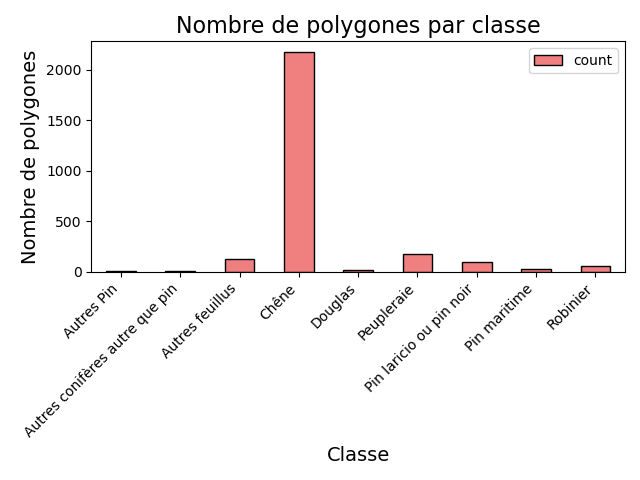 Nombre de polygones par classe
count
Nombre de polygones
2000
1500
1000
500
0
Autres Pin
Autres conifères autre que pin
Autres feuillus
Chêne
Douglas
Peupleraie
Pin laricio ou pin noir
Pin maritime
Robinier
Classe